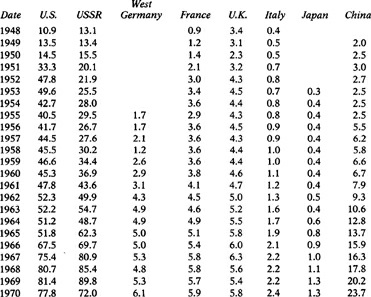 West
Date U.S. USSR Germany France U.K. Italy Japan China
1948 10.9 13.1 0.9 3.4 0.4
1949 13.5 13.4 1.2 3.1 0.5 2.0
1950 14.5 15.5 1.4 2.3 0.5 2.5
1951 33.3 20.1 2.1 3.2 0.7 3.0
1952 47.8 21.9 3.0 4.3 0.8 2.7
1953 49.6 25.5 3.4 4.5 0.7 0.3 2.5
1954 42.7 28.0 3.6 4.4 0.8 0.4 2.5
1955 40.5 29.5 1.7 2.9 4.3 0.8 0.4 2.5
1956 41.7 26.7 1.7 3.6 4.5 0.9 0.4 5.5
1957 44.5 27.6 2.1 3.6 4.3 0.9 0.4 6.2
1958 45.5 30.2 1.2 3.6 4.4 1.0 0.4 5.8
1959 46.6 34.4 2.6 3.6 4.4 1.0 0.4 6.6
1960 45.3 36.9 2.9 3.8 4.6 1.1 0.4 6.7
1961 47.8 43.6 3.1 4.1 4.7 1.2 0.4 7.9
1962 52.3 49.9 4.3 4.5 5.0 1.3 0.5 9.3
1963 52.2 54.7 4.9 4.6 5.2 1.6 0.4 10.6
1964 51.2 48.7 4.9 4.9 5.5 1.7 0.6 12.8
1965 51.8 62.3 5.0 5.1 5.8 1.9 0.8 13.7
1966 67.5 69.7 5.0 5.4 6.0 2.1 0.9 15.9
1967 75.4 80.9 5.3 5.8 6.3 2.2 1.0 16.3
1968 80.7 85.4 4.8 5.8 5.6 2.2 1.1 17.8
1969 81.4 89.8 5.3 5.7 5.4 2.2 1.3 20.2
1970 77.8 72.0 6.1 5.9 5.8 2.4 1.3 23.7